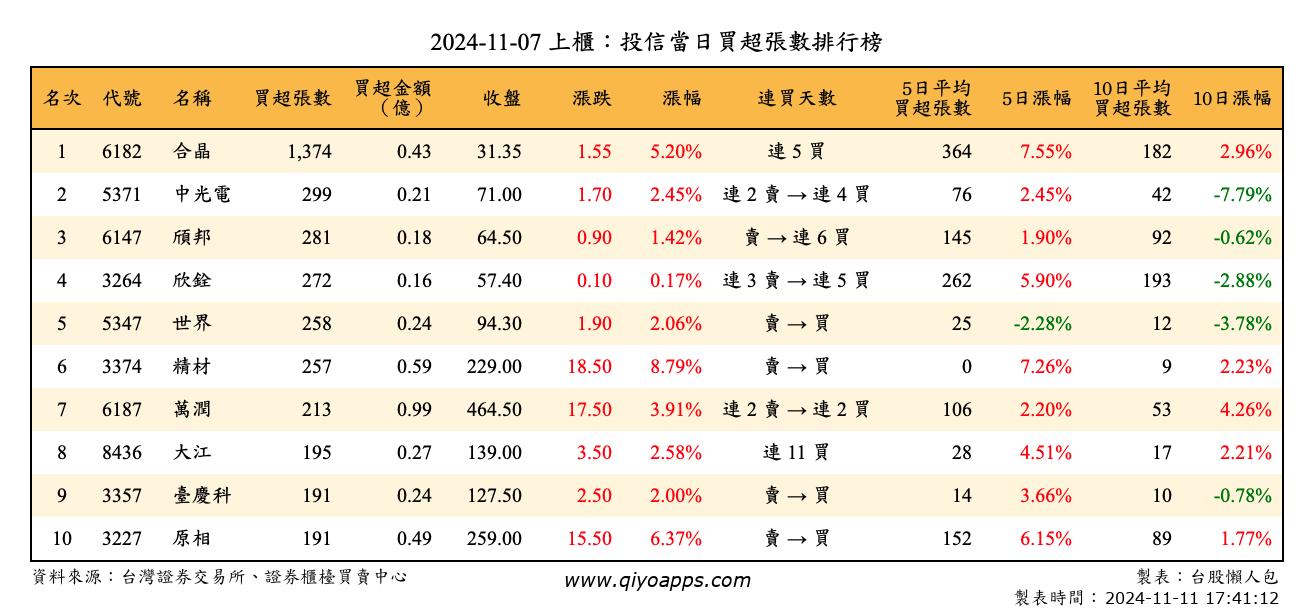 2024-11-07 上櫃：投信當日買超張數排行榜
名次 代號 名稱 買超張數 買超金額（億） 收盤 漲跌 漲幅 連買天數 5日平均買超張數 5日漲幅 10日平均買超張數 10日漲幅
1 6182 合晶 1,374 0.43 31.35 1.55 5.20% 連 5 買 364 7.55% 182 2.96%
2 5371 中光電 299 0.21 71.00 1.70 2.45% 連 2 賣 → 連 4 買 76 2.45% 42 -7.79%
3 6147 頎邦 281 0.18 64.50 0.90 1.42% 賣 → 連 6 買 145 1.90% 92 -0.62%
4 3264 欣銓 272 0.16 57.40 0.10 0.17% 連 3 賣 → 連 5 買 262 5.90% 193 -2.88%
5 5347 世界 258 0.24 94.30 1.90 2.06% 賣 → 買 25 -2.28% 12 -3.78%
6 3374 精材 257 0.59 229.00 18.50 8.79% 賣 → 買 0 7.26% 9 2.23%
7 6187 萬潤 213 0.99 464.50 17.50 3.91% 連 2 賣 → 連 2 買 106 2.20% 53 4.26%
8 8436 大江 195 0.27 139.00 3.50 2.58% 連 11 買 28 4.51% 17 2.21%
9 3357 臺慶科 191 0.24 127.50 2.50 2.00% 賣 → 買 14 3.66% 10 -0.78%
10 3227 原相 191 0.49 259.00 15.50 6.37% 賣 → 買 152 6.15% 89 1.77%
資料來源：台灣證券交易所、證券櫃檯買賣中心 www.qiyoapps.com 製表：台股懶人包
製表時間：2024-11-11 17:41:12